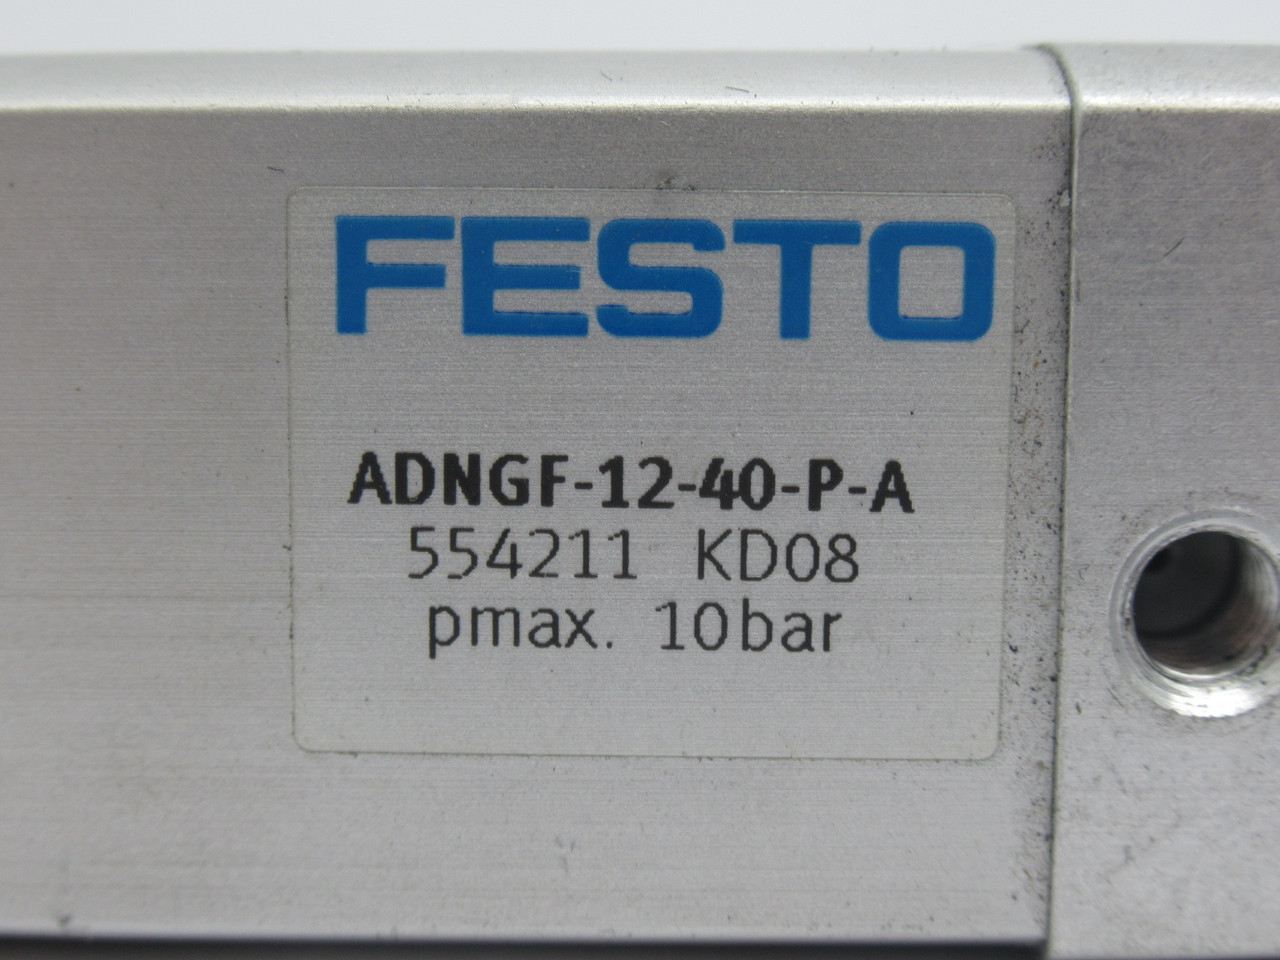 FESTO
ADNGF-12-40-P-A
554211 KD08
pmax. 10bar